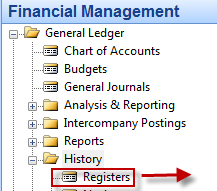 Financial Management
General Ledger
Chart of Accounts
Budgets
General Journals
Analysis & Reporting
Intercompany Postings
Reports
History
Registers